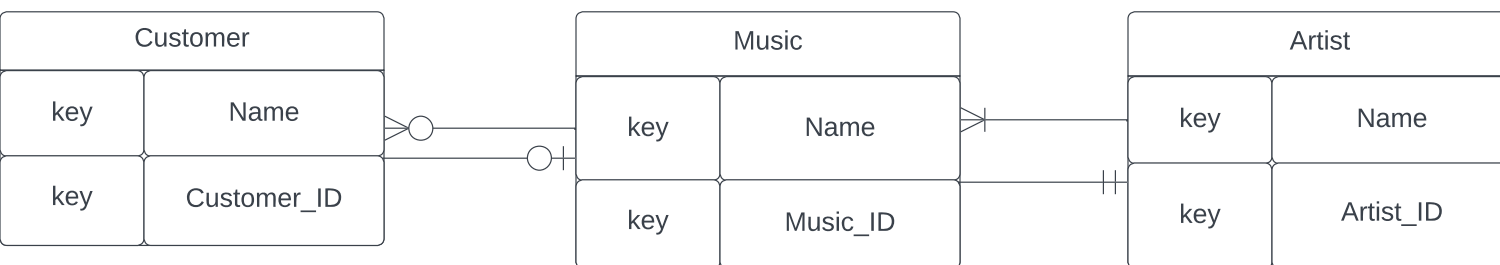 Customer
key Name
key Customer_ID
Music
key Name
key Music_ID
Artist
key Name
key Artist_ID